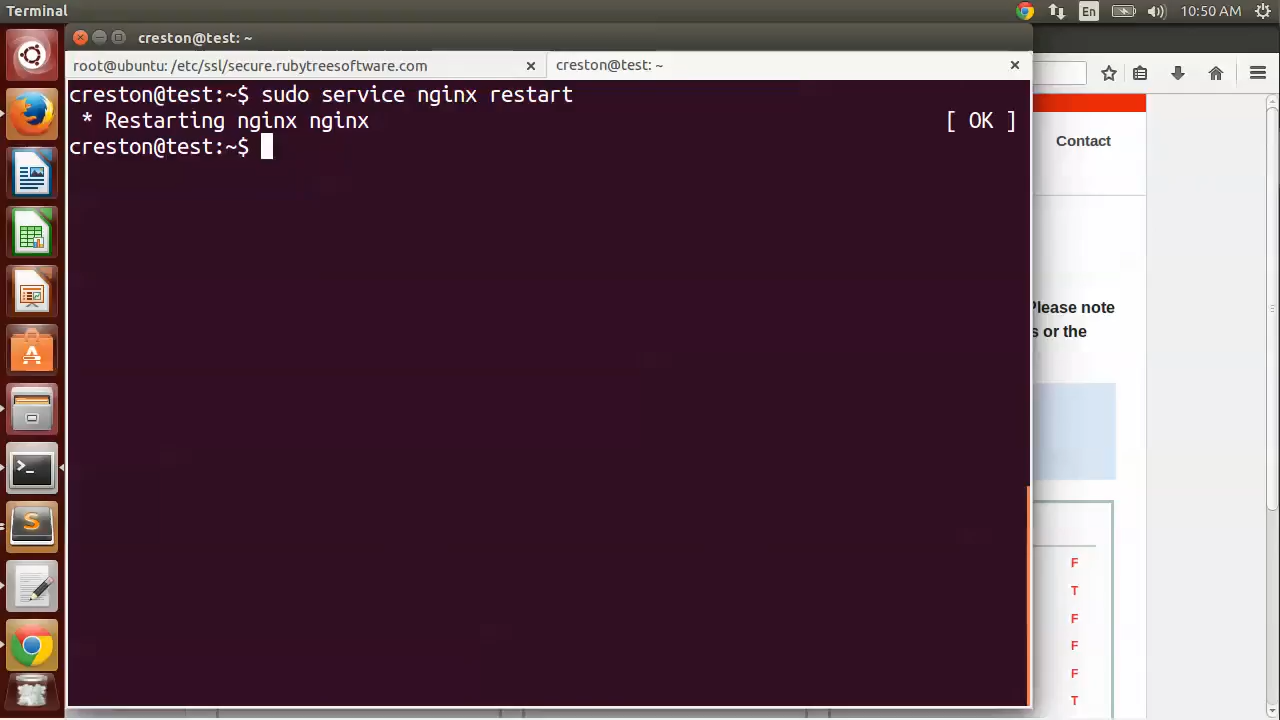 Terminal
En
10:50 AM
creston@test: ~
root@ubuntu: /etc/ssl/secure.rubytreesoftware.com
creston@test: ~
creston@test:~$ sudo service nginx restart
* Restarting nginx nginx [ OK ]
creston@test:~$
Contact
Please note
s or the
F
T
F
F
F
T